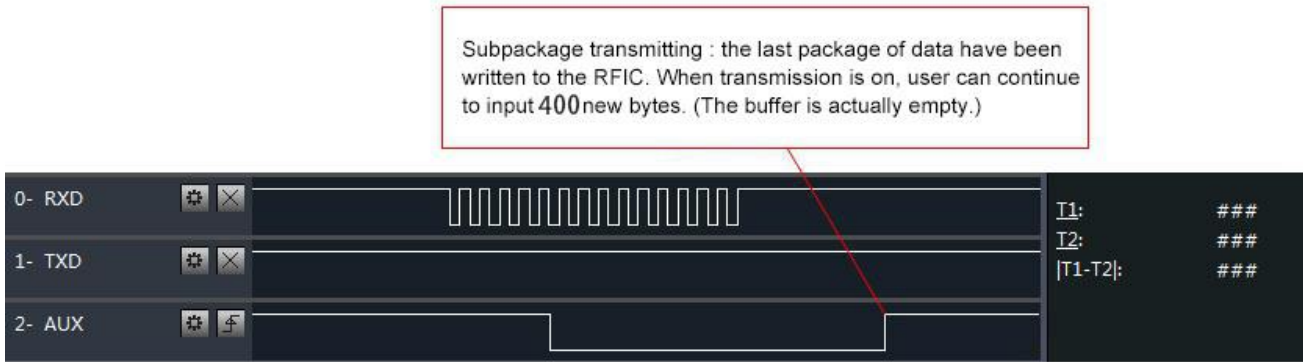 Subpackage transmitting : the last package of data have been
written to the RFIC. When transmission is on, user can continue
to input 400 new bytes. (The buffer is actually empty.)
0- RXD
T1: ###
1- TXD
T2: ###
|T1-T2|: ###
2- AUX